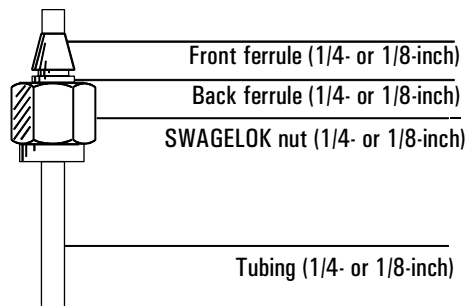 Front ferrule (1/4- or 1/8-inch)
Back ferrule (1/4- or 1/8-inch)
SWAGELOK nut (1/4- or 1/8-inch)
Tubing (1/4- or 1/8-inch)